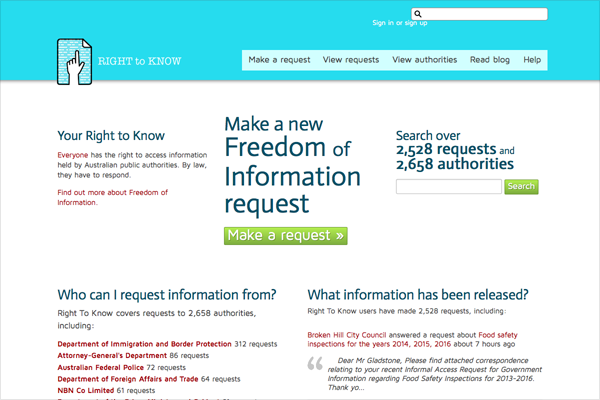 Sign in or sign up
RIGHT to KNOW
Make a request View requests View authorities Read blog Help
Your Right to Know
Everyone has the right to access information
held by Australian public authorities. By law,
they have to respond.
Find out more about Freedom of
Information.
Make a new
Freedom of
Information
request
Make a request »
Search over
2,528 requests and
2,658 authorities
Search
Who can I request information from?
Right To Know covers requests to 2,658 authorities,
including:
Department of Immigration and Border Protection 312 requests
Attorney-General's Department 86 requests
Australian Federal Police 72 requests
Department of Foreign Affairs and Trade 64 requests
NBN Co Limited 61 requests
What information has been released?
Right To Know users have made 2,528 requests, including:
Broken Hill City Council answered a request about Food safety
inspections for the years 2014, 2015, 2016 about 7 hours ago
“ Dear Mr Gladstone, Please find attached correspondence
relating to your recent Informal Access Request for Government
Information regarding Food Safety Inspections for 2013-2016.
Thank yo...